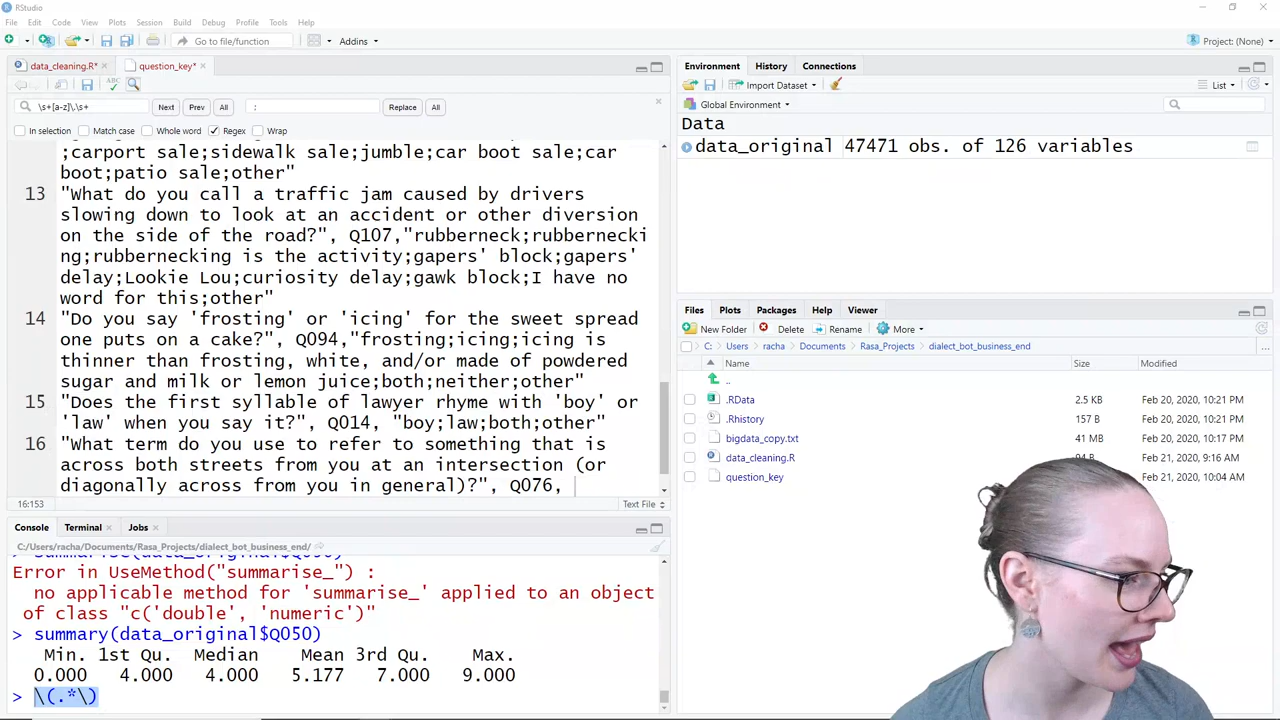 RStudio
File Edit Code View Plots Session Build Debug Profile Tools Help
Go to file/function Addins Project: (None)
data_cleaning.R* question_key*
Environment History Connections
Import Dataset List
\s+[a-z]\.\s+ Next Prev All : Replace All
Global Environment
In selection Match case Whole word Regex Wrap
Data
data_original 47471 obs. of 126 variables
;carport sale;sidewalk sale;jumble;car boot sale;car
boot;patio sale;other"
13 "What do you call a traffic jam caused by drivers
slowing down to look at an accident or other diversion
on the side of the road?", Q107,"rubberneck;rubbernecki
ng;rubbernecking is the activity;gapers' block;gapers'
delay;Lookie Lou;curiosity delay;gawk block;I have no
word for this;other"
14 "Do you say 'frosting' or 'icing' for the sweet spread
one puts on a cake?", Q094,"frosting;icing;icing is
thinner than frosting, white, and/or made of powdered
sugar and milk or lemon juice;both;neither;other"
15 "Does the first syllable of lawyer rhyme with 'boy' or
'law' when you say it?", Q014, "boy;law;both;other"
16 "What term do you use to refer to something that is
across both streets from you at an intersection (or
diagonally across from you in general)?", Q076,
16:153 Text File
Files Plots Packages Help Viewer
New Folder Delete Rename More
C: Users racha Documents Rasa_Projects dialect_bot_business_end ...
Name Size Modified
..
.RData 2.5 KB Feb 20, 2020, 10:21 PM
.Rhistory 157 B Feb 20, 2020, 10:21 PM
bigdata_copy.txt 41 MB Feb 20, 2020, 10:17 PM
data_cleaning.R 94 B Feb 21, 2020, 9:16 AM
question_key Feb 21, 2020, 10:04 AM
Console Terminal Jobs
C:/Users/racha/Documents/Rasa_Projects/dialect_bot_business_end/
> summarise(data_original$Q050)
Error in UseMethod("summarise_") :
no applicable method for 'summarise_' applied to an object
of class "c('double', 'numeric')"
> summary(data_original$Q050)
Min. 1st Qu. Median Mean 3rd Qu. Max.
0.000 4.000 4.000 5.177 7.000 9.000
> \(.*\)